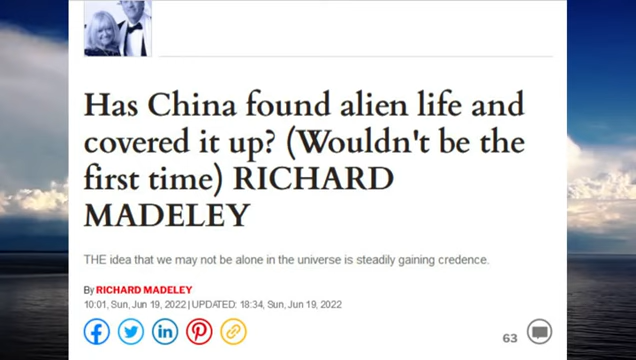 Has China found alien life and
covered it up? (Wouldn't be the
first time) RICHARD
MADELEY
THE idea that we may not be alone in the universe is steadily gaining credence.
By RICHARD MADELEY
10:01, Sun, Jun 19, 2022 | UPDATED: 18:34, Sun, Jun 19, 2022
f in
63